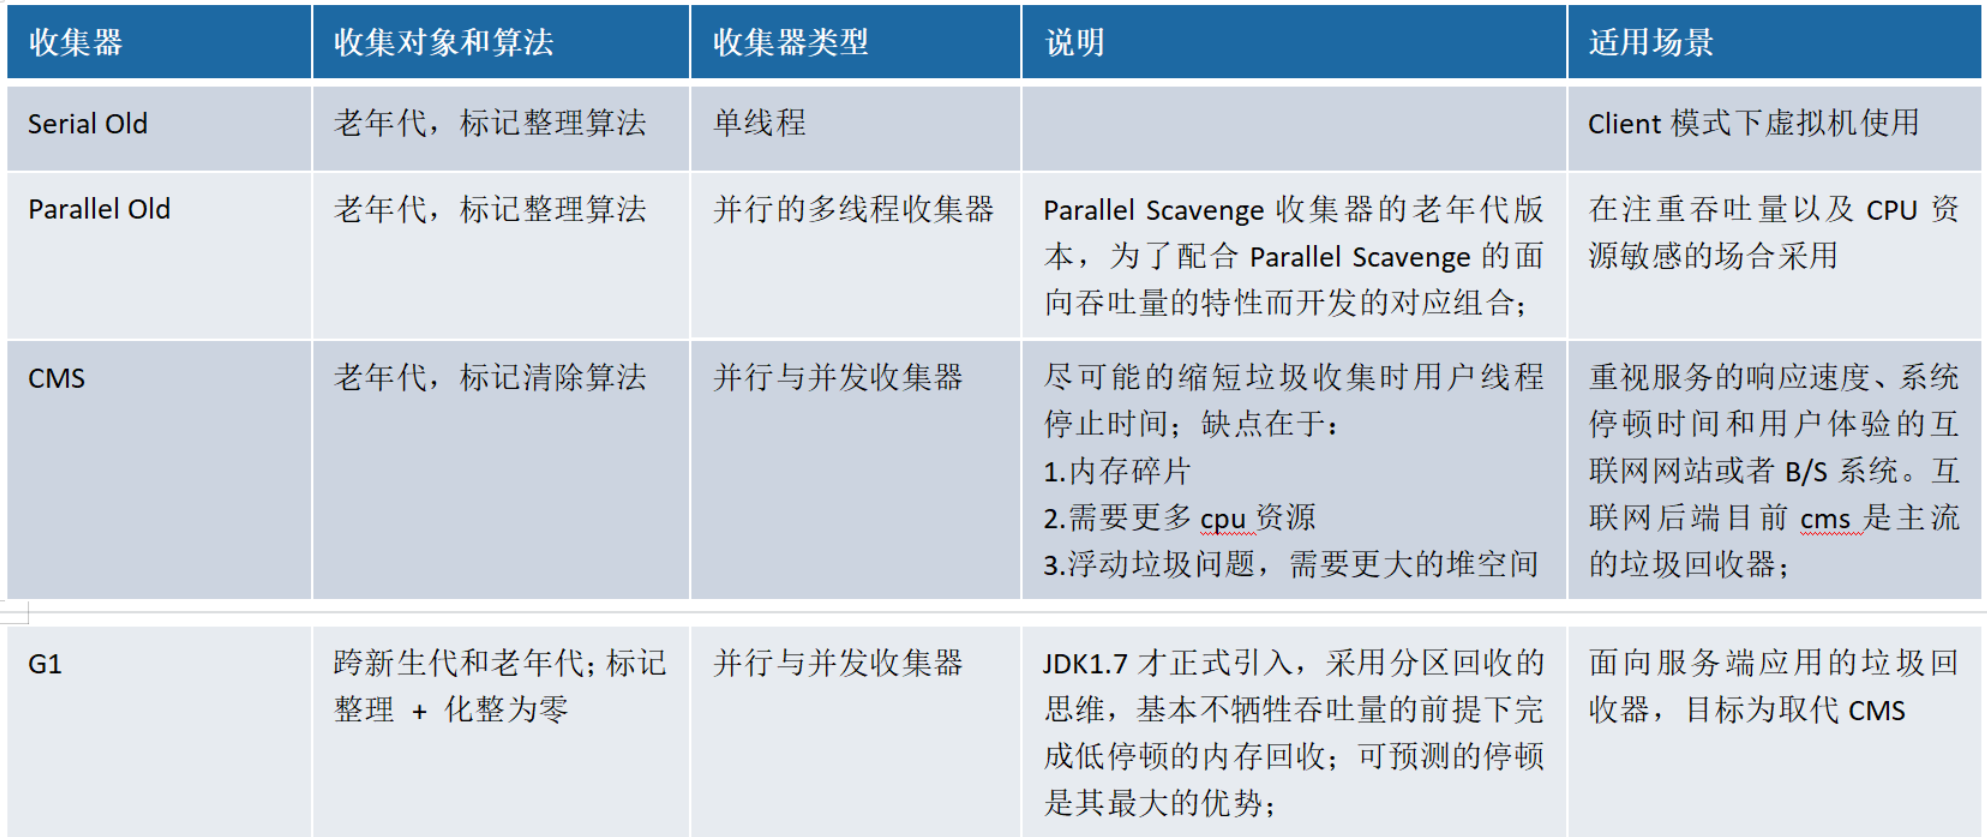 收集器
收集对象和算法
收集器类型
说明
适用场景
Serial Old
老年代，标记整理算法
单线程
Client 模式下虚拟机使用
Parallel Old
老年代，标记整理算法
并行的多线程收集器
Parallel Scavenge 收集器的老年代版
本，为了配合 Parallel Scavenge 的面
向吞吐量的特性而开发的对应组合；
在注重吞吐量以及 CPU 资
源敏感的场合采用
CMS
老年代，标记清除算法
并行与并发收集器
尽可能的缩短垃圾收集时用户线程
停止时间；缺点在于：
1.内存碎片
2.需要更多 cpu 资源
3.浮动垃圾问题，需要更大的堆空间
重视服务的响应速度、系统
停顿时间和用户体验的互
联网网站或者 B/S 系统。互
联网后端目前 cms 是主流
的垃圾回收器；
G1
跨新生代和老年代；标记
整理 + 化整为零
并行与并发收集器
JDK1.7 才正式引入，采用分区回收的
思维，基本不牺牲吞吐量的前提下完
成低停顿的内存回收；可预测的停顿
是其最大的优势；
面向服务端应用的垃圾回
收器，目标为取代 CMS